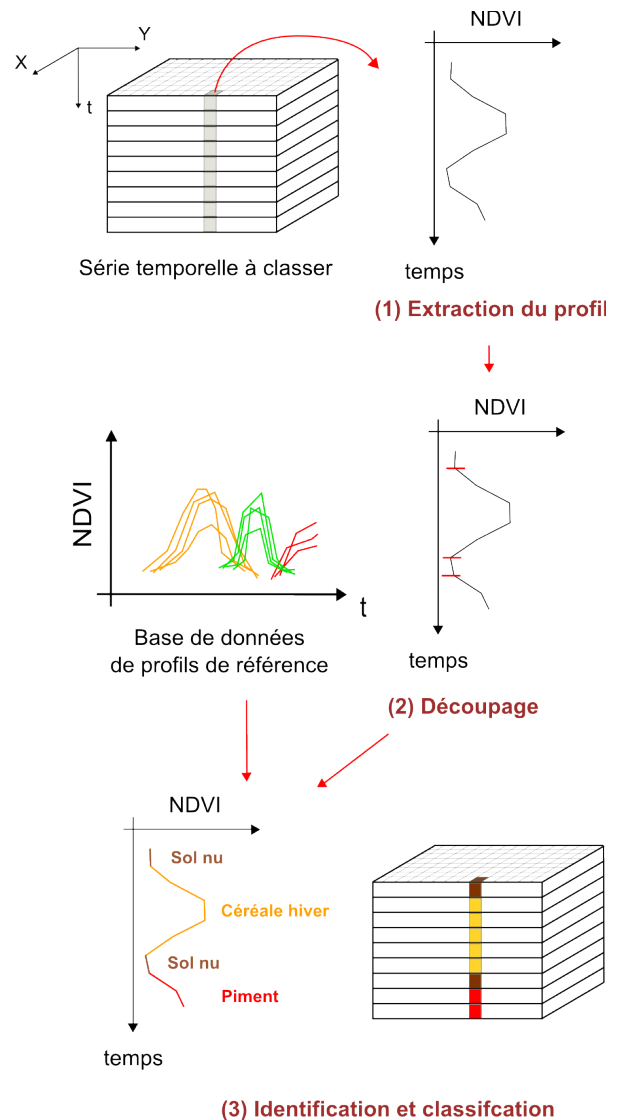 NDVI
Y
X
t
Série temporelle à classer
temps
(1) Extraction du profil
NDVI
NDVI
t
Base de données
de profils de référence
temps
(2) Découpage
NDVI
Sol nu
Céréale hiver
Sol nu
Piment
temps
(3) Identification et classifcation